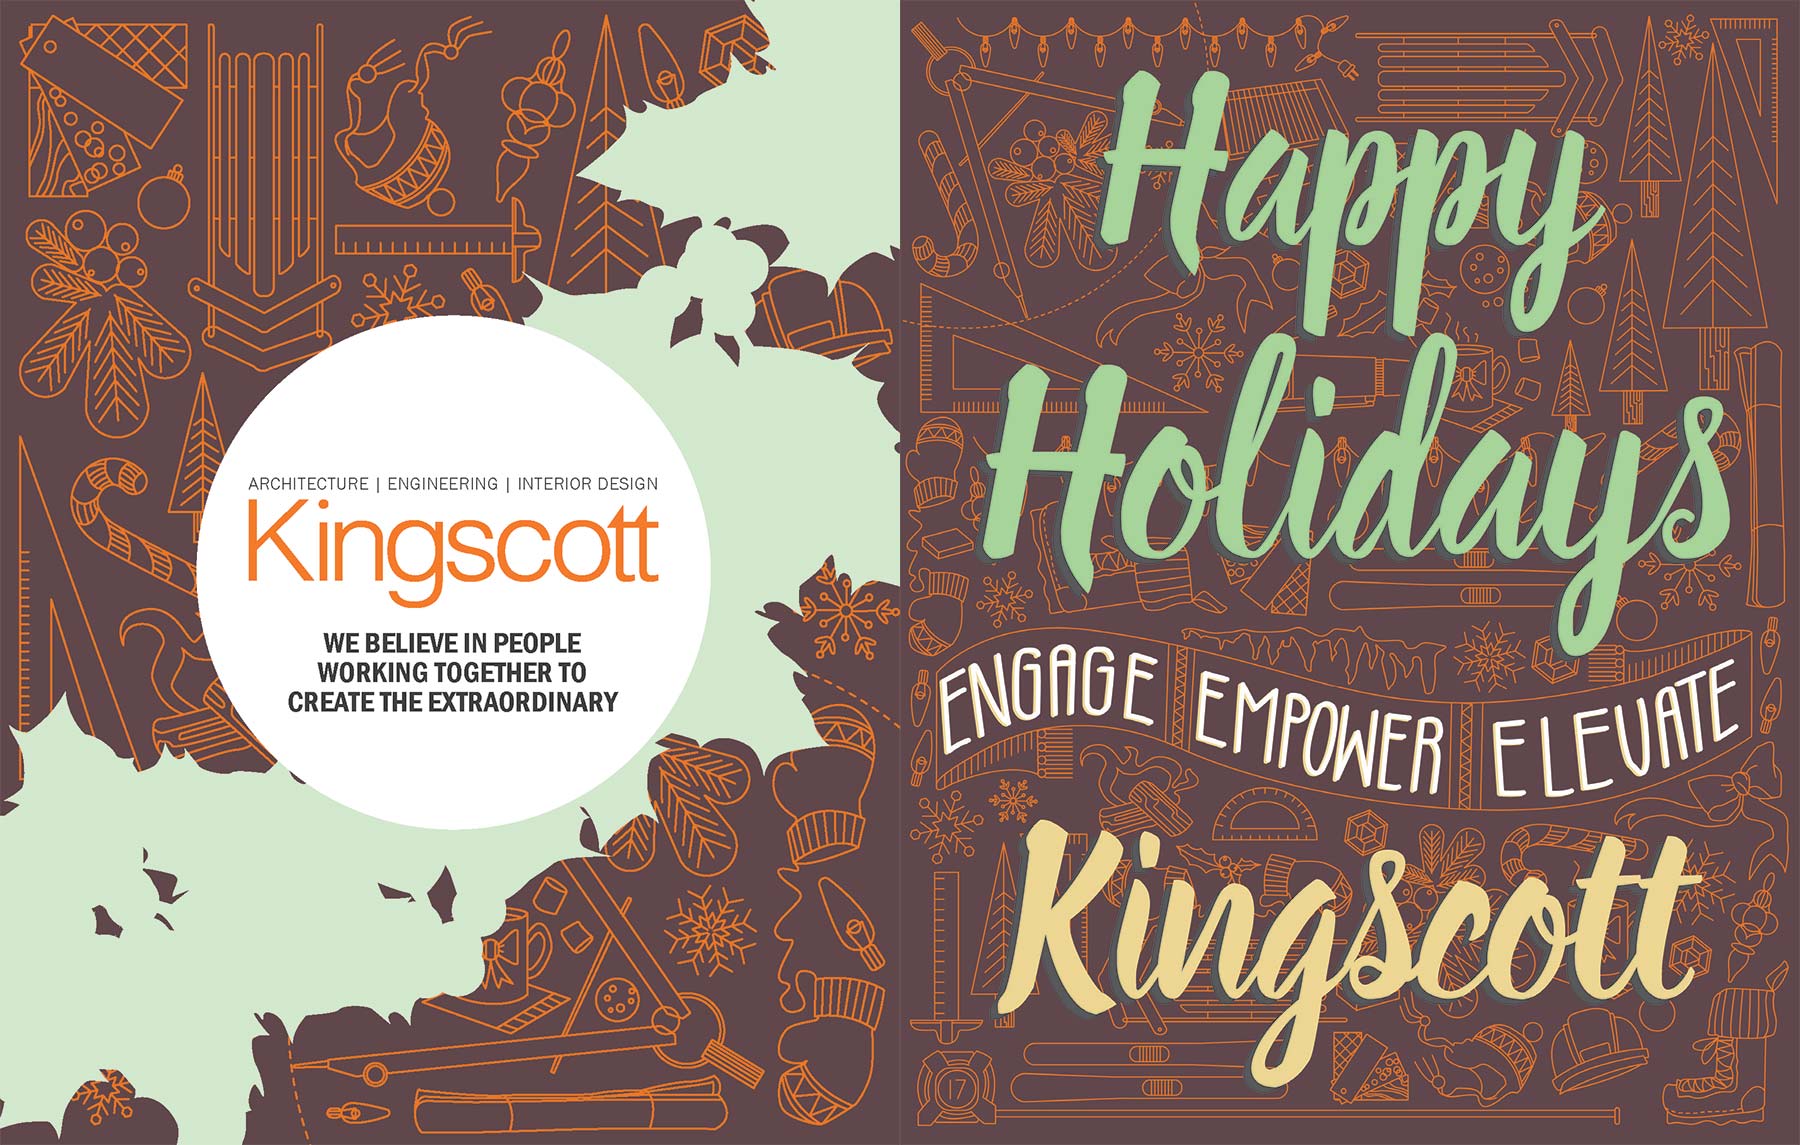 ARCHITECTURE | ENGINEERING | INTERIOR DESIGN
Kingscott
WE BELIEVE IN PEOPLE
WORKING TOGETHER TO
CREATE THE EXTRAORDINARY
Happy
Holidays
ENGAGE EMPOWER ELEVATE
Kingscott
17